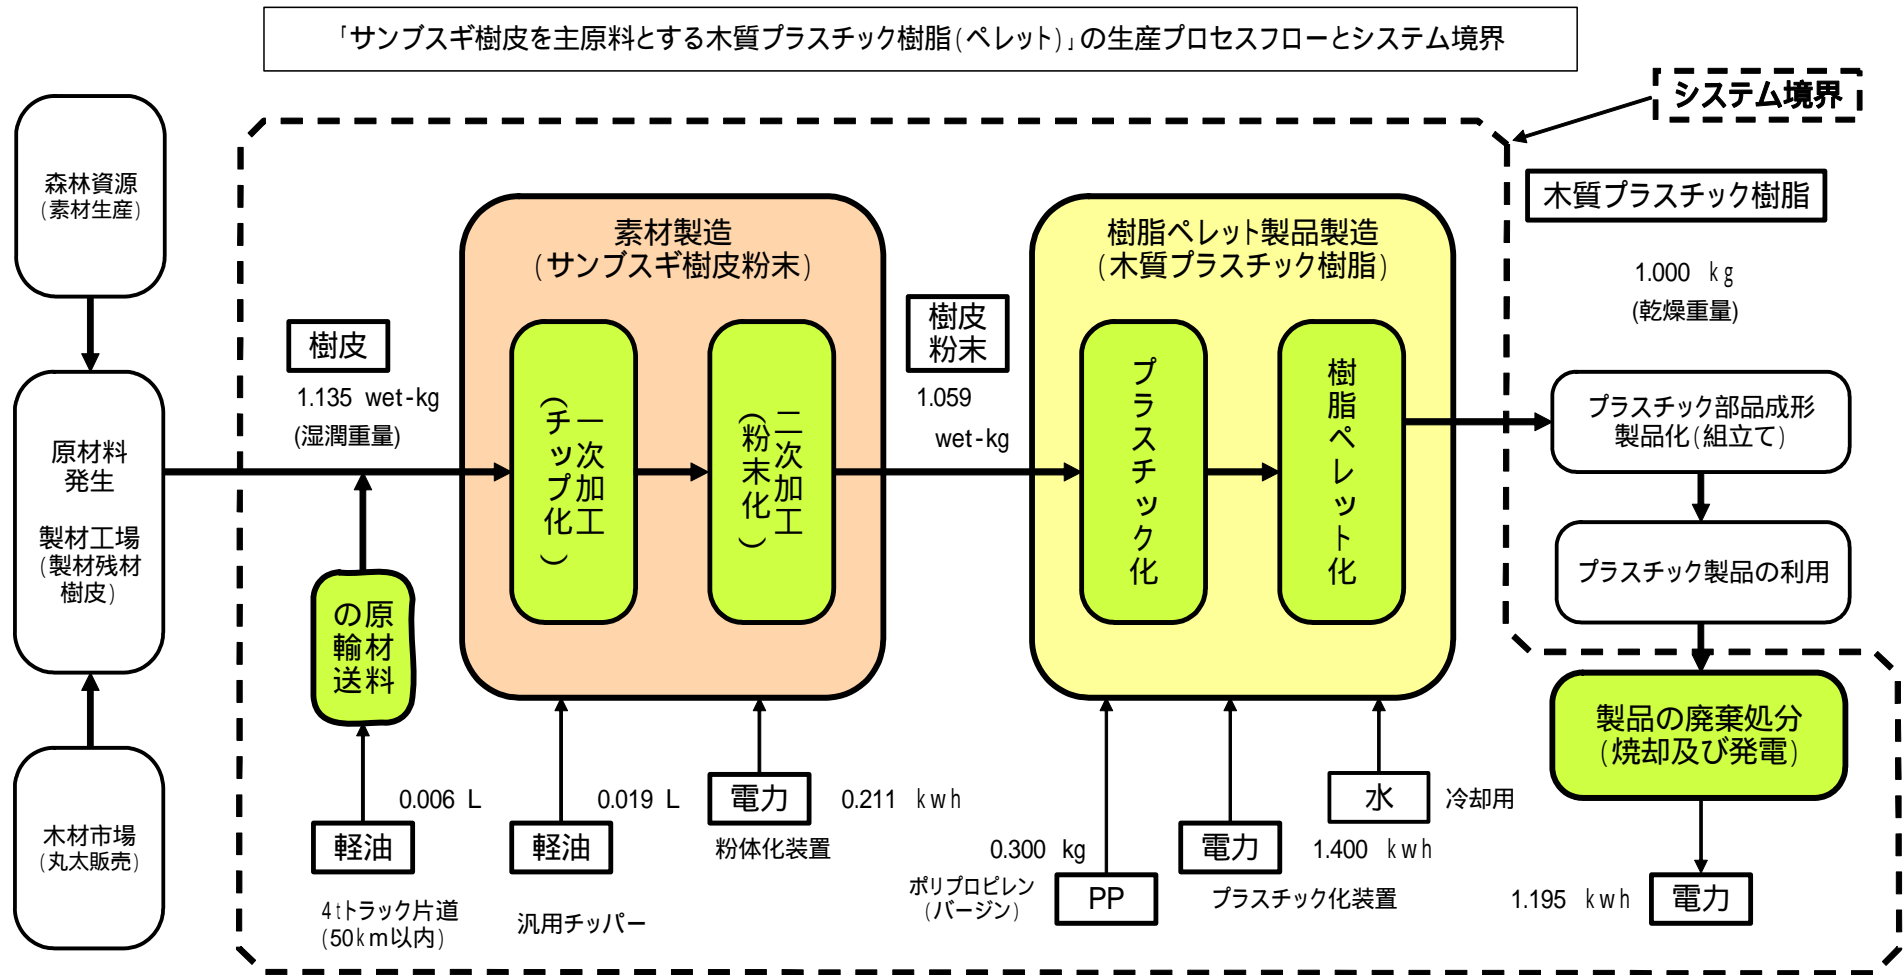 「サンブスギ樹皮を主原料とする木質プラスチック樹脂(ペレット)」の生産プロセスフローとシステム境界
システム境界
森林資源
(素材生産)
原材料
発生
製材工場
(製材残材
樹皮)
木材市場
(丸太販売)
樹皮
1.135 wet-kg
(湿潤重量)
原材料
の輸送
0.006 L
軽油
4tトラック片道
(50km以内)
素材製造
(サンブスギ樹皮粉末)
一次加工
(チップ化)
二次加工
(粉末化)
0.019 L
軽油
汎用チッパー
電力
0.211 kwh
粉体化装置
樹皮
粉末
1.059
wet-kg
樹脂ペレット製品製造
(木質プラスチック樹脂)
プラスチック化
樹脂ペレット化
0.300 kg
ポリプロピレン
(バージン)
PP
電力
1.400 kwh
プラスチック化装置
水
冷却用
木質プラスチック樹脂
1.000 kg
(乾燥重量)
プラスチック部品成形
製品化(組立て)
プラスチック製品の利用
製品の廃棄処分
(焼却及び発電)
1.195 kwh
電力